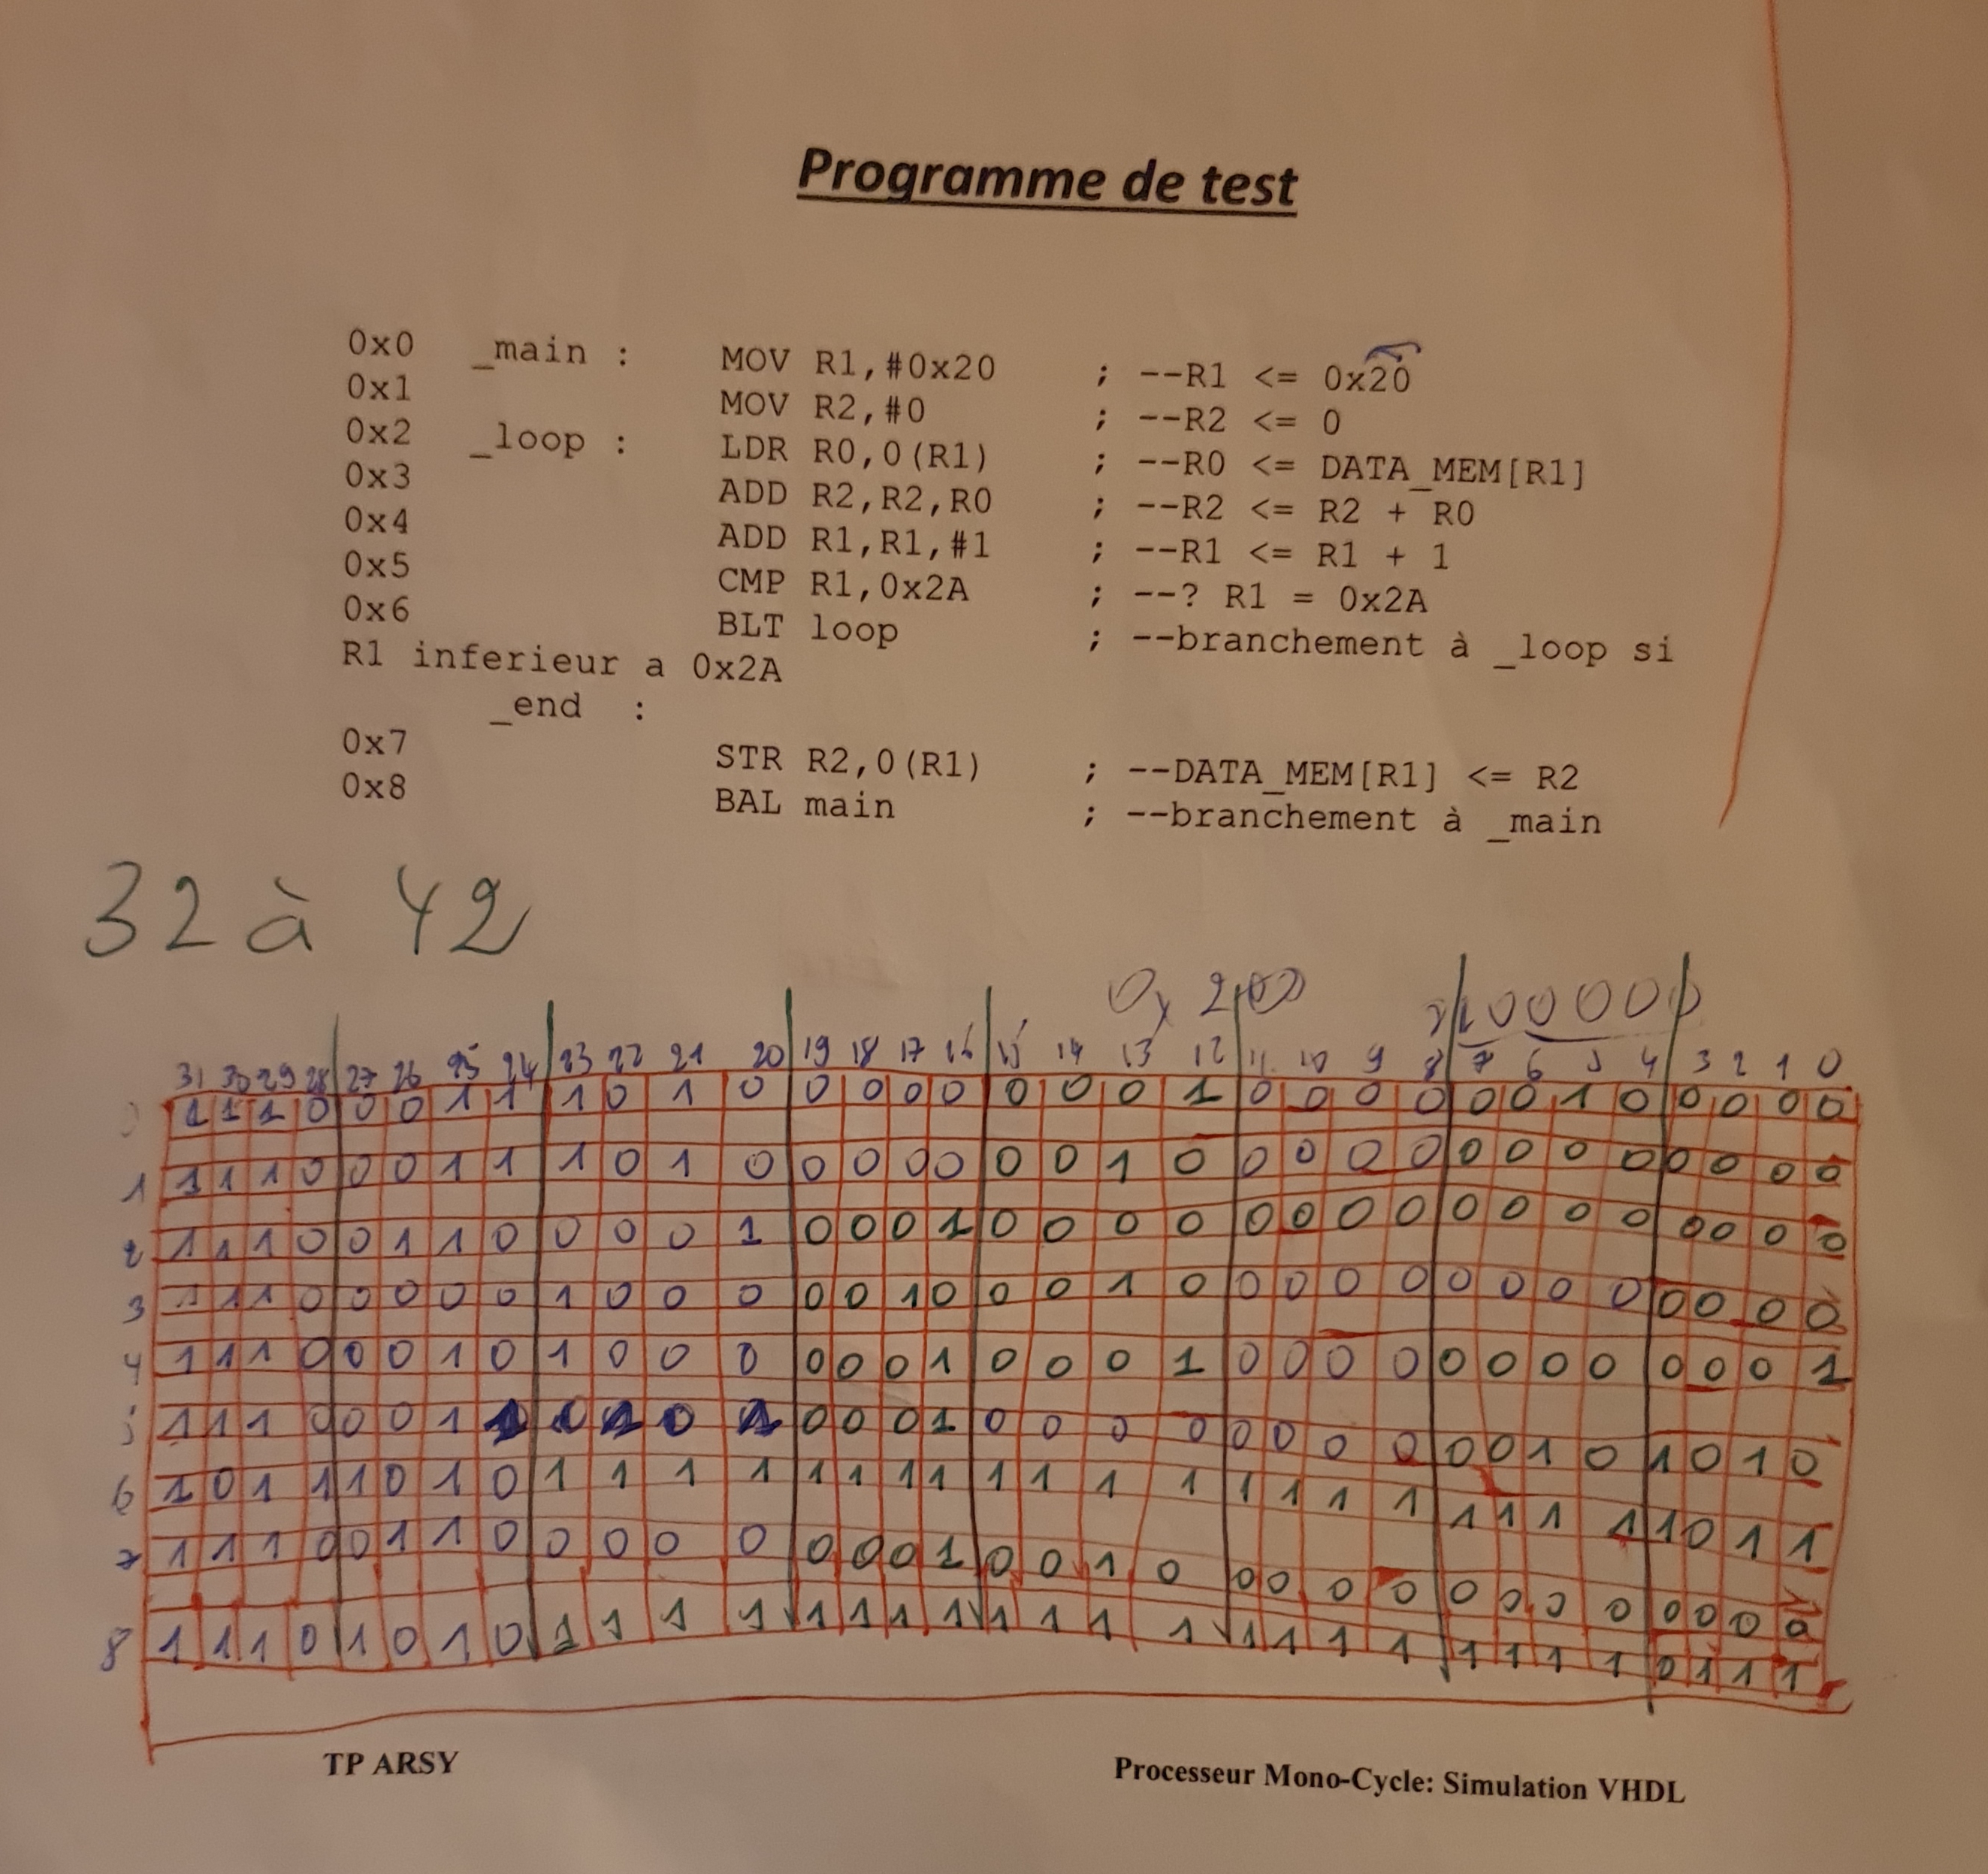 Programme de test
0x0 _main : MOV R1,#0x20 ; --R1 <= 0x20
0x1 MOV R2,#0 ; --R2 <= 0
0x2 _loop : LDR R0,0(R1) ; --R0 <= DATA_MEM[R1]
0x3 ADD R2,R2,R0 ; --R2 <= R2 + R0
0x4 ADD R1,R1,#1 ; --R1 <= R1 + 1
0x5 CMP R1,0x2A ; --? R1 = 0x2A
0x6 BLT loop ; --branchement à _loop si
R1 inferieur a 0x2A
_end :
0x7 STR R2,0(R1) ; --DATA_MEM[R1] <= R2
0x8 BAL main ; --branchement à _main
32 à 42
31 30 29 28 27 26 25 24 23 22 21 20 19 18 17 16 15 14 13 12 11 10 9 8 7 6 5 4 3 2 1 0
0 1 1 1 0 0 0 1 1 1 0 1 0 0 0 0 0 0 0 0 1 0 0 0 0 0 0 1 0 0 0 0 0
1 1 1 1 0 0 0 1 1 1 0 1 0 0 0 0 0 0 0 1 0 0 0 0 0 0 0 0 0 0 0 0 0
2 1 1 1 0 0 1 1 0 0 0 0 1 0 0 0 1 0 0 0 0 0 0 0 0 0 0 0 0 0 0 0 0
3 1 1 1 0 0 0 0 0 1 0 0 0 0 0 1 0 0 0 1 0 0 0 0 0 0 0 0 0 0 0 0 0
4 1 1 1 0 0 0 1 0 1 0 0 0 0 0 0 1 0 0 0 1 0 0 0 0 0 0 0 0 0 0 0 1
5 1 1 1 0 0 0 1 1 0 1 0 1 0 0 0 1 0 0 0 0 0 0 0 0 0 0 1 0 1 0 1 0
6 1 0 1 1 1 0 1 0 1 1 1 1 1 1 1 1 1 1 1 1 1 1 1 1 1 1 1 1 1 0 1 1
7 1 1 1 0 0 1 1 0 0 0 0 0 0 0 0 1 0 0 1 0 0 0 0 0 0 0 0 0 0 0 0 0
8 1 1 1 0 1 0 1 0 1 1 1 1 1 1 1 1 1 1 1 1 1 1 1 1 1 1 1 1 0 1 1 1
TP ARSY
Processeur Mono-Cycle: Simulation VHDL